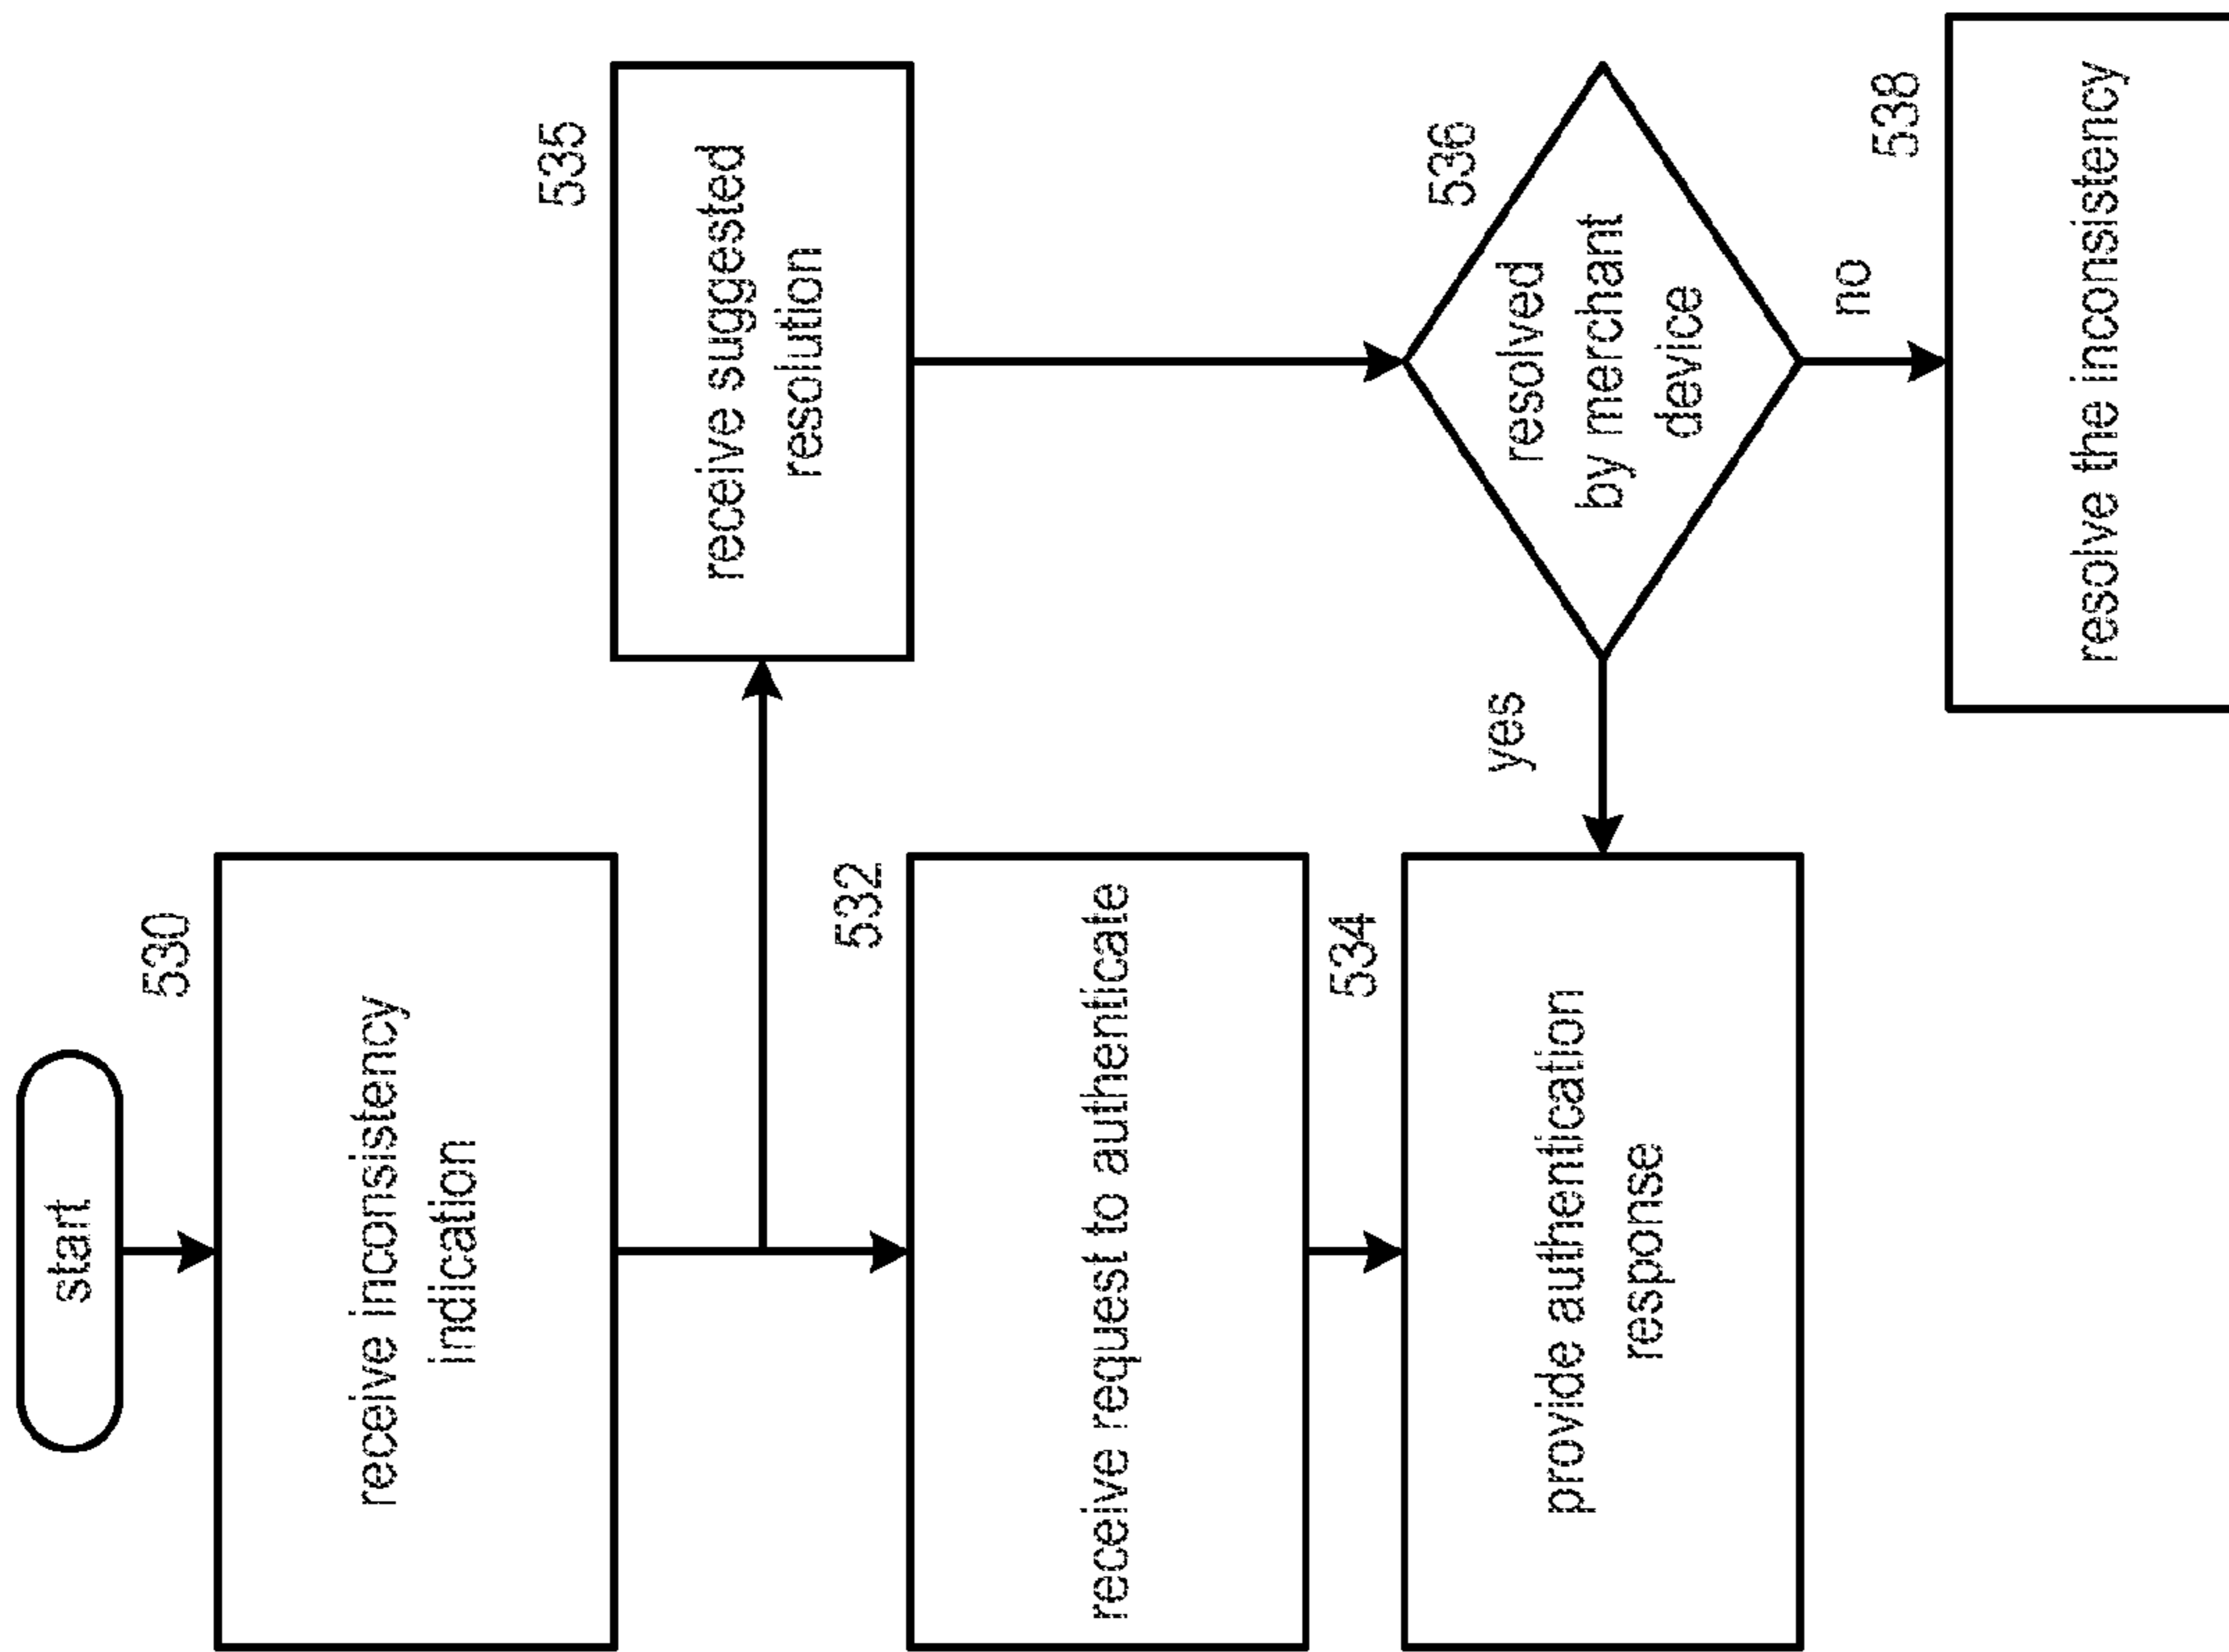 start
530
receive inconsistency
indication
535
receive suggested
resolution
532
receive request to authenticate
534
provide authentication
response
yes
536
resolved
by merchant
device
no
538
resolve the inconsistency